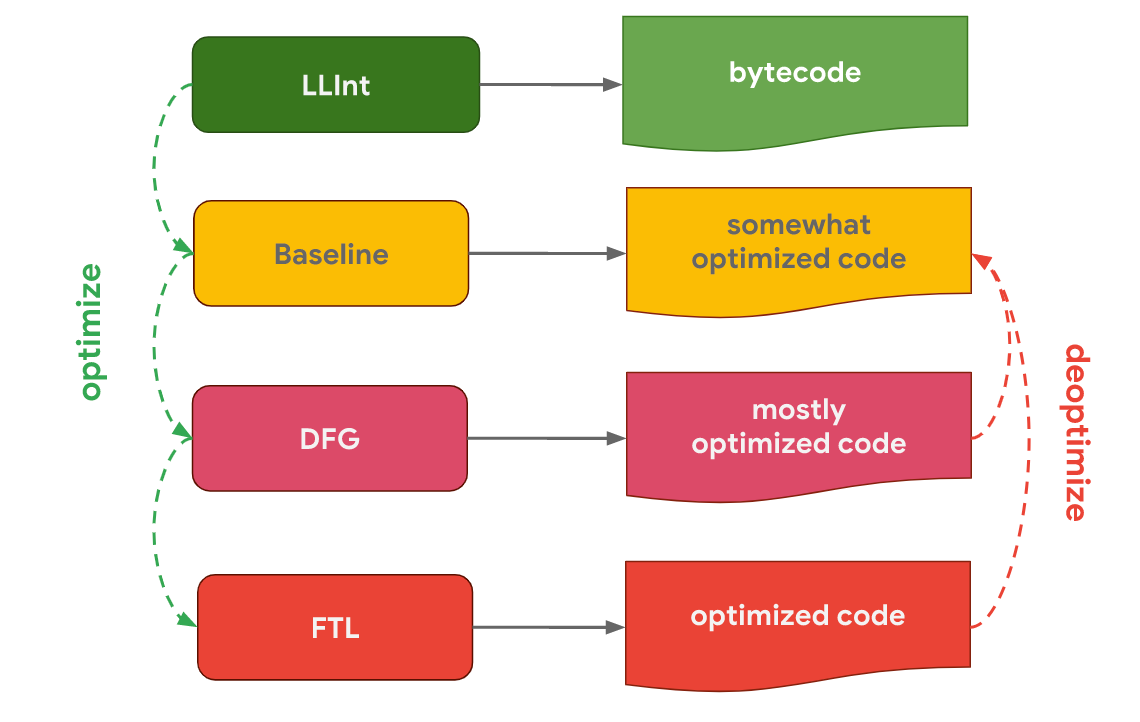 LLInt
bytecode
Baseline
somewhat
optimized code
DFG
mostly
optimized code
FTL
optimized code
optimize
deoptimize